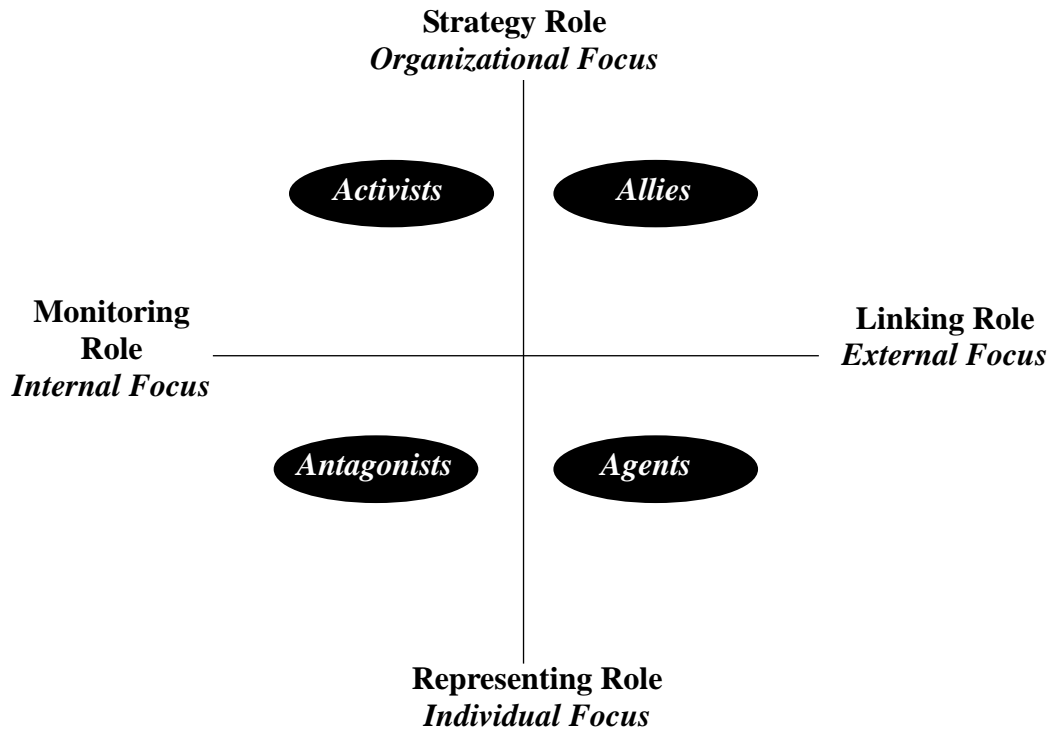 Strategy Role
Organizational Focus
Activists
Allies
Monitoring
Role
Internal Focus
Linking Role
External Focus
Antagonists
Agents
Representing Role
Individual Focus